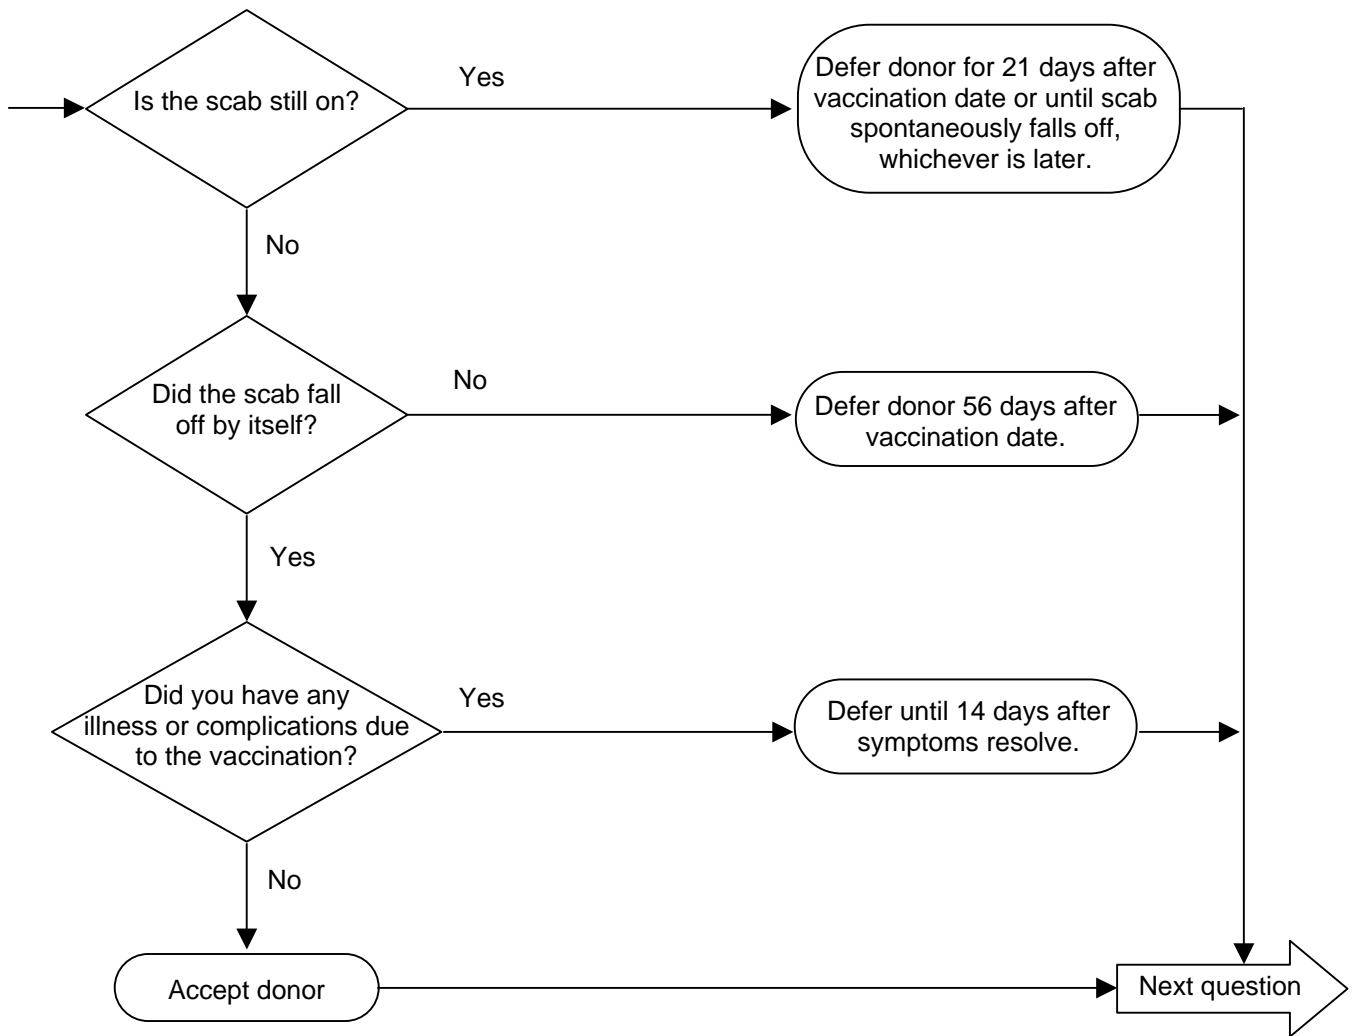 Is the scab still on?
Yes
Defer donor for 21 days after
vaccination date or until scab
spontaneously falls off,
whichever is later.
No
Did the scab fall
off by itself?
No
Defer donor 56 days after
vaccination date.
Yes
Did you have any
illness or complications due
to the vaccination?
Yes
Defer until 14 days after
symptoms resolve.
No
Accept donor
Next question